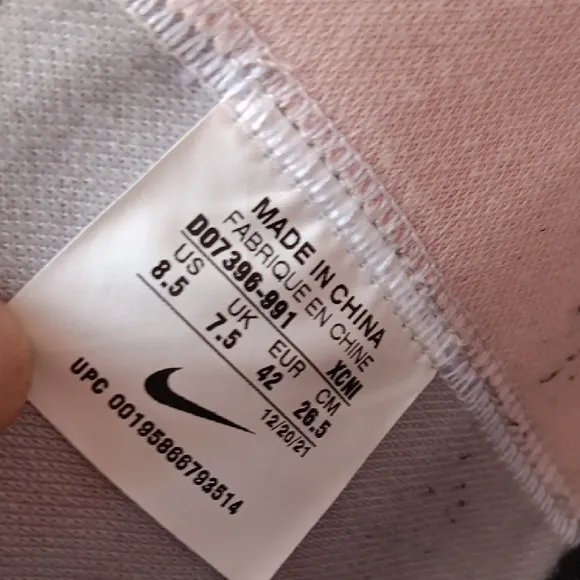 MADE IN CHINA
FABRIQUE EN CHINE
DO7396-991 XCNI
US UK EUR CM
8.5 7.5 42 26.5
12/20/21
UPC 00195866793514